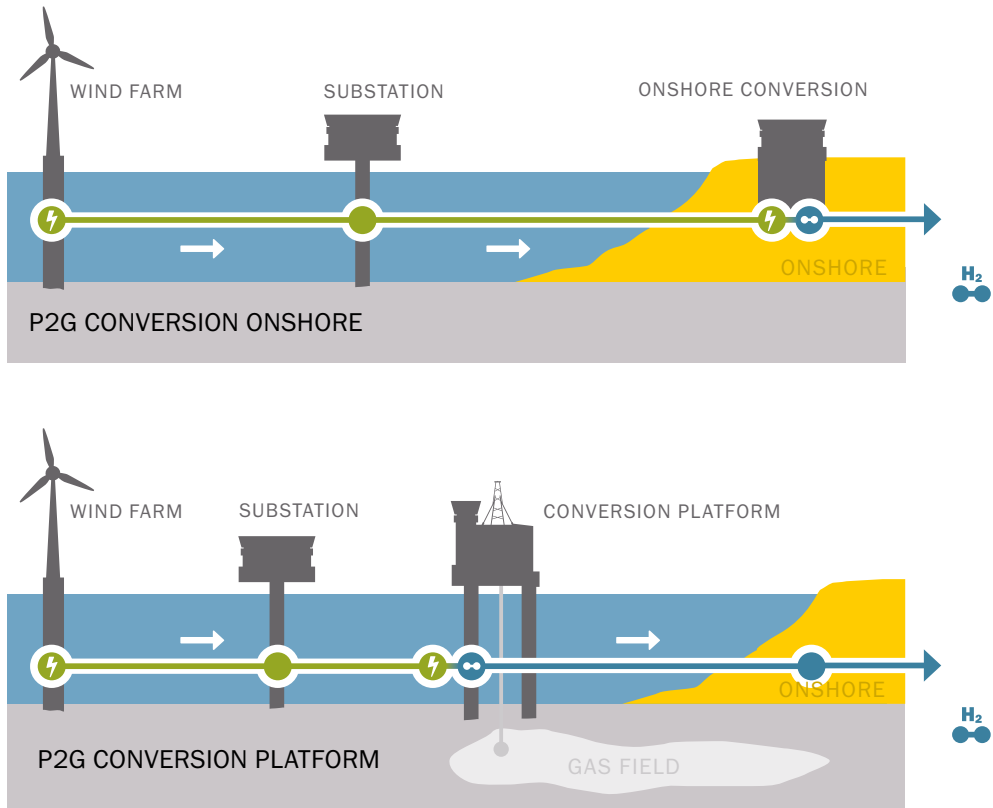 WIND FARM
SUBSTATION
ONSHORE CONVERSION
ONSHORE
H₂
P2G CONVERSION ONSHORE
WIND FARM
SUBSTATION
CONVERSION PLATFORM
ONSHORE
H₂
P2G CONVERSION PLATFORM
GAS FIELD